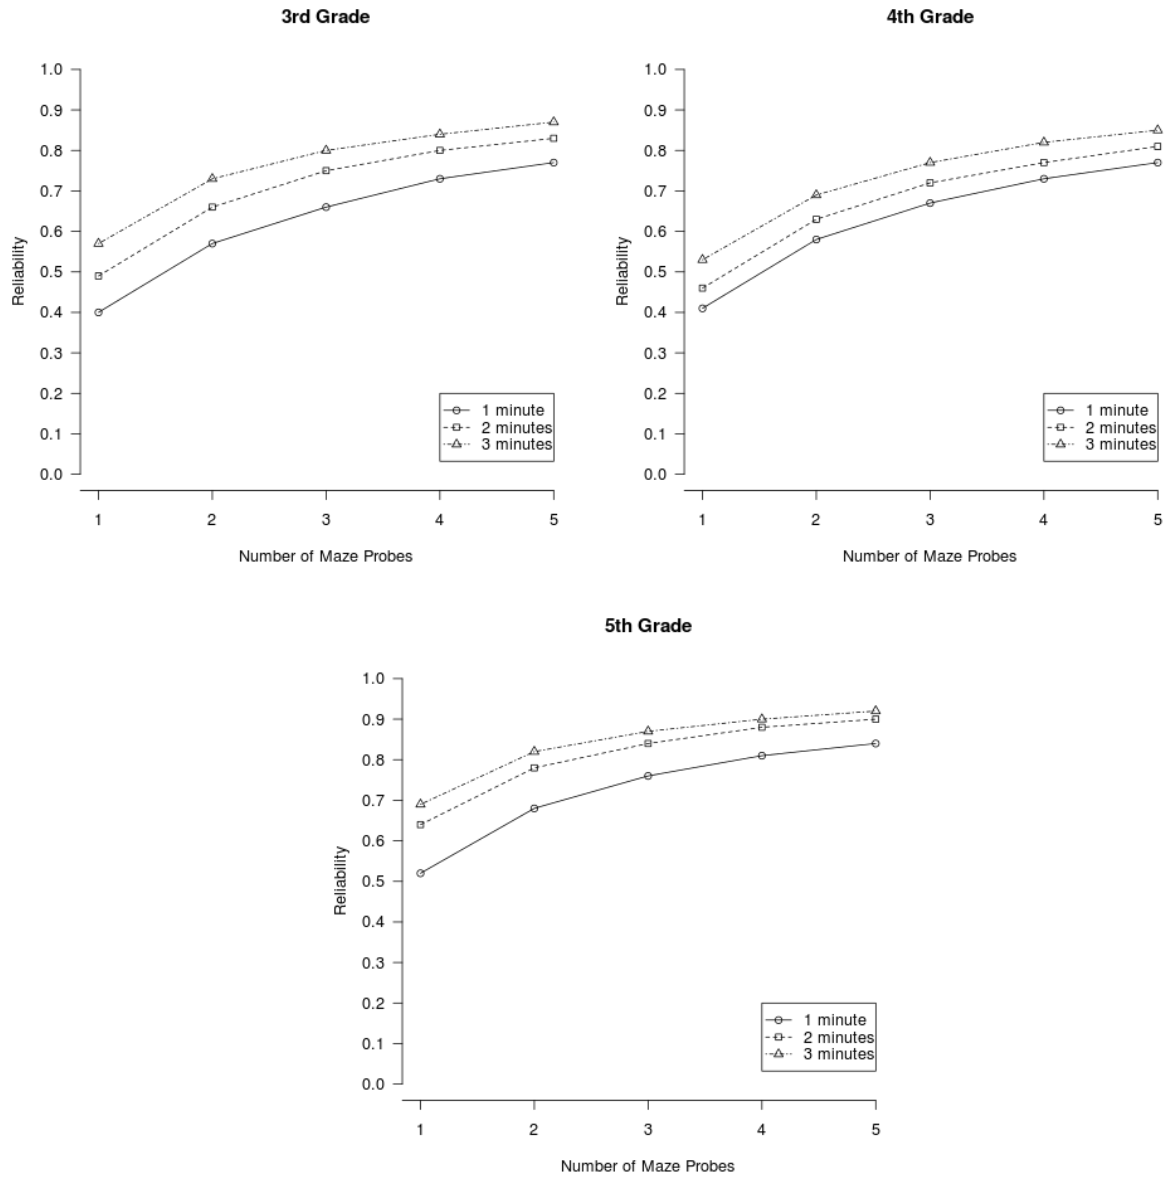 3rd Grade
1.0
0.9
0.8
0.7
0.6
0.5
0.4
0.3
0.2
0.1
0.0
Reliability
1 minute
2 minutes
3 minutes
1 2 3 4 5
Number of Maze Probes
4th Grade
1.0
0.9
0.8
0.7
0.6
0.5
0.4
0.3
0.2
0.1
0.0
Reliability
1 minute
2 minutes
3 minutes
1 2 3 4 5
Number of Maze Probes
5th Grade
1.0
0.9
0.8
0.7
0.6
0.5
0.4
0.3
0.2
0.1
0.0
Reliability
1 minute
2 minutes
3 minutes
1 2 3 4 5
Number of Maze Probes